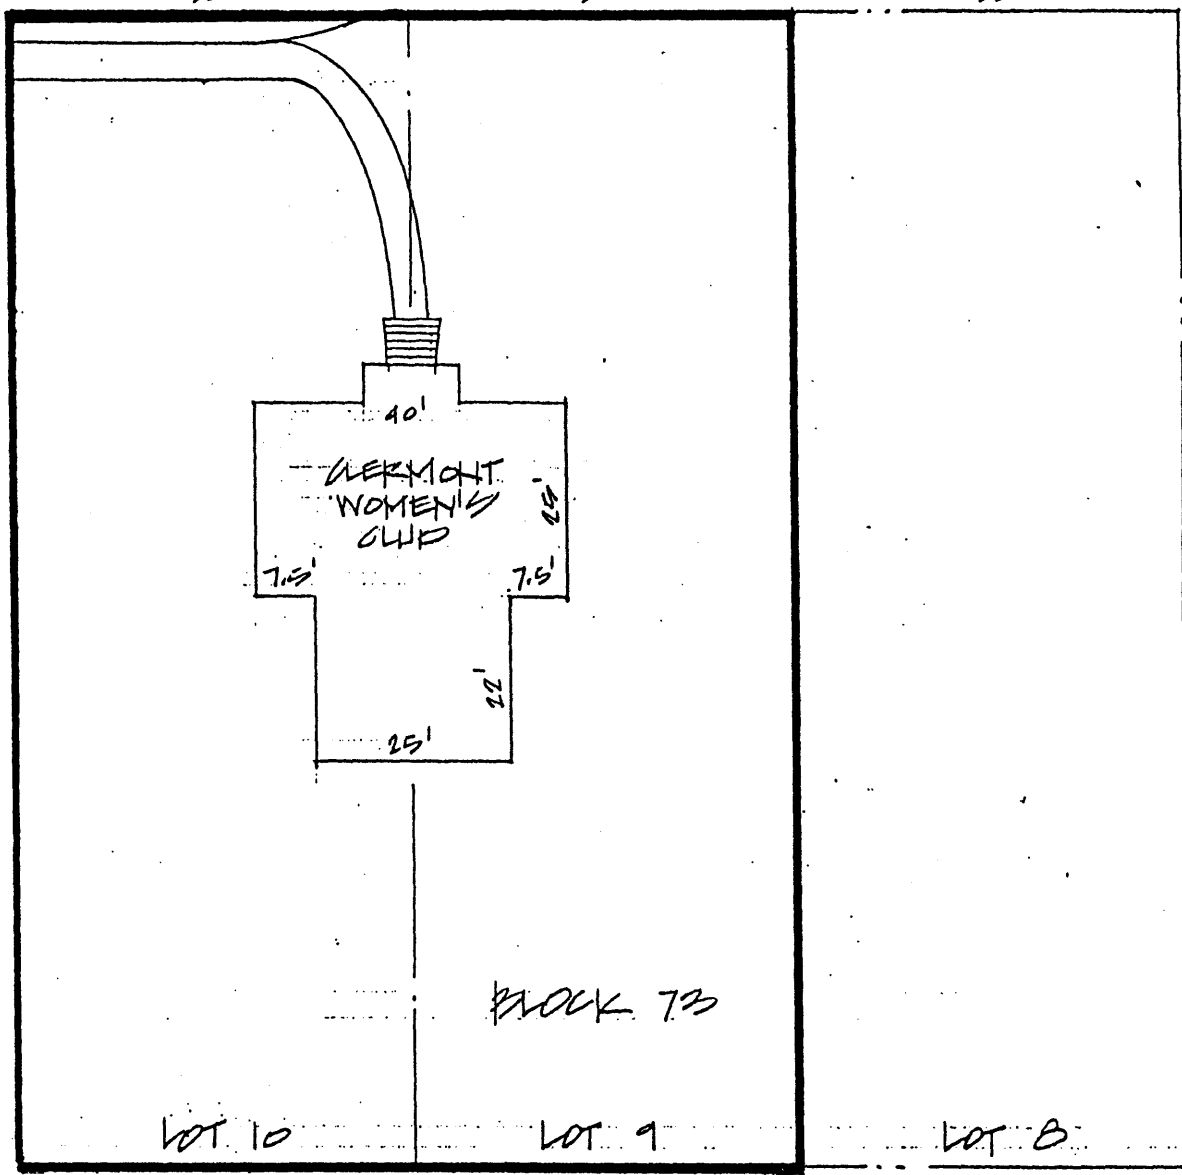 40'
CLERMONT
WOMEN'S
CLUB
25'
7.5'
7.5'
22'
25'
BLOCK 73
LOT 10
LOT 9
LOT 8